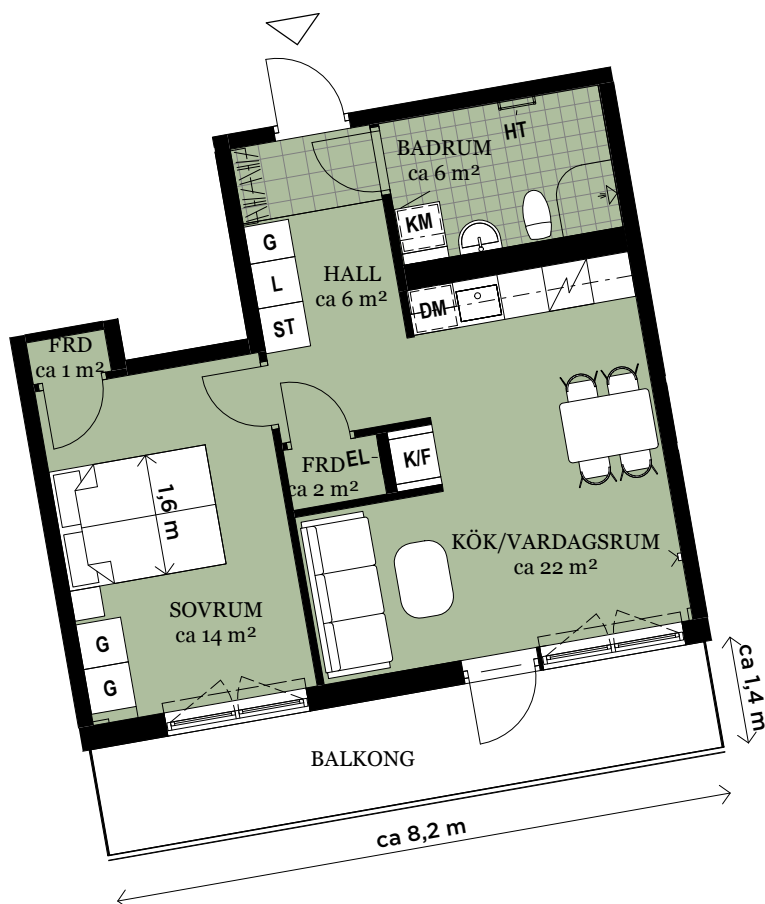 HT
BADRUM
ca 6 m²
KM
G
L
ST
HALL
ca 6 m²
DM
FRD
ca 1 m²
FRD
ca 2 m²
EL
K/F
1,6 m
KÖK/VARDAGSRUM
ca 22 m²
SOVRUM
ca 14 m²
G
G
BALKONG
ca 1,4 m
ca 8,2 m